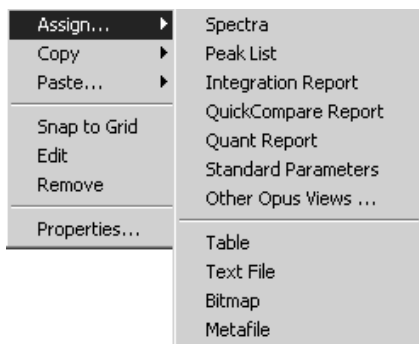 Assign...
Copy
Paste...
Snap to Grid
Edit
Remove
Properties...
Spectra
Peak List
Integration Report
QuickCompare Report
Quant Report
Standard Parameters
Other Opus Views ...
Table
Text File
Bitmap
Metafile